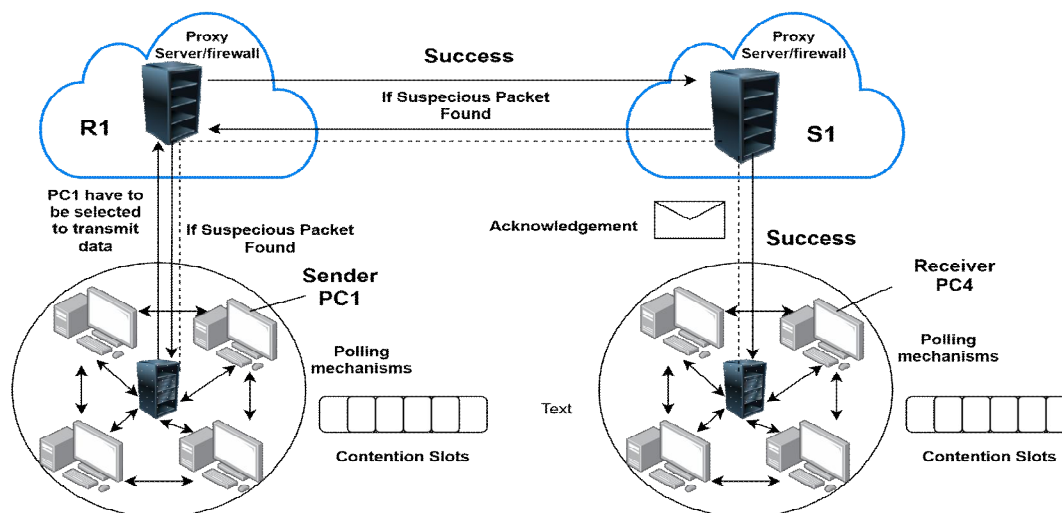 Proxy
Server/firewall
Success
Proxy
Server/firewall
If Suspecious Packet
Found
R1
S1
PC1 have to
be selected
to transmit
data
If Suspecious Packet
Found
Acknowledgement
Success
Sender
PC1
Receiver
PC4
Polling
mechanisms
Polling
mechanisms
Text
Contention Slots
Contention Slots